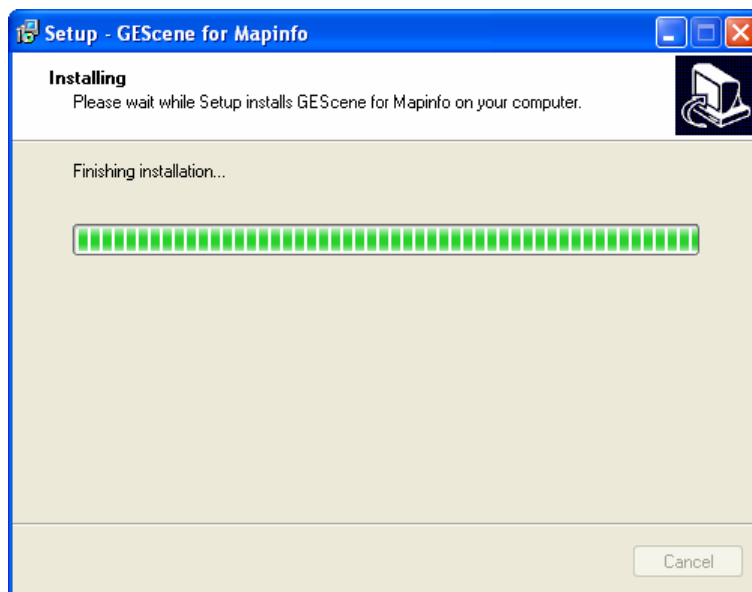 Setup - GEScene for Mapinfo
Installing
Please wait while Setup installs GEScene for Mapinfo on your computer.
Finishing installation...
Cancel